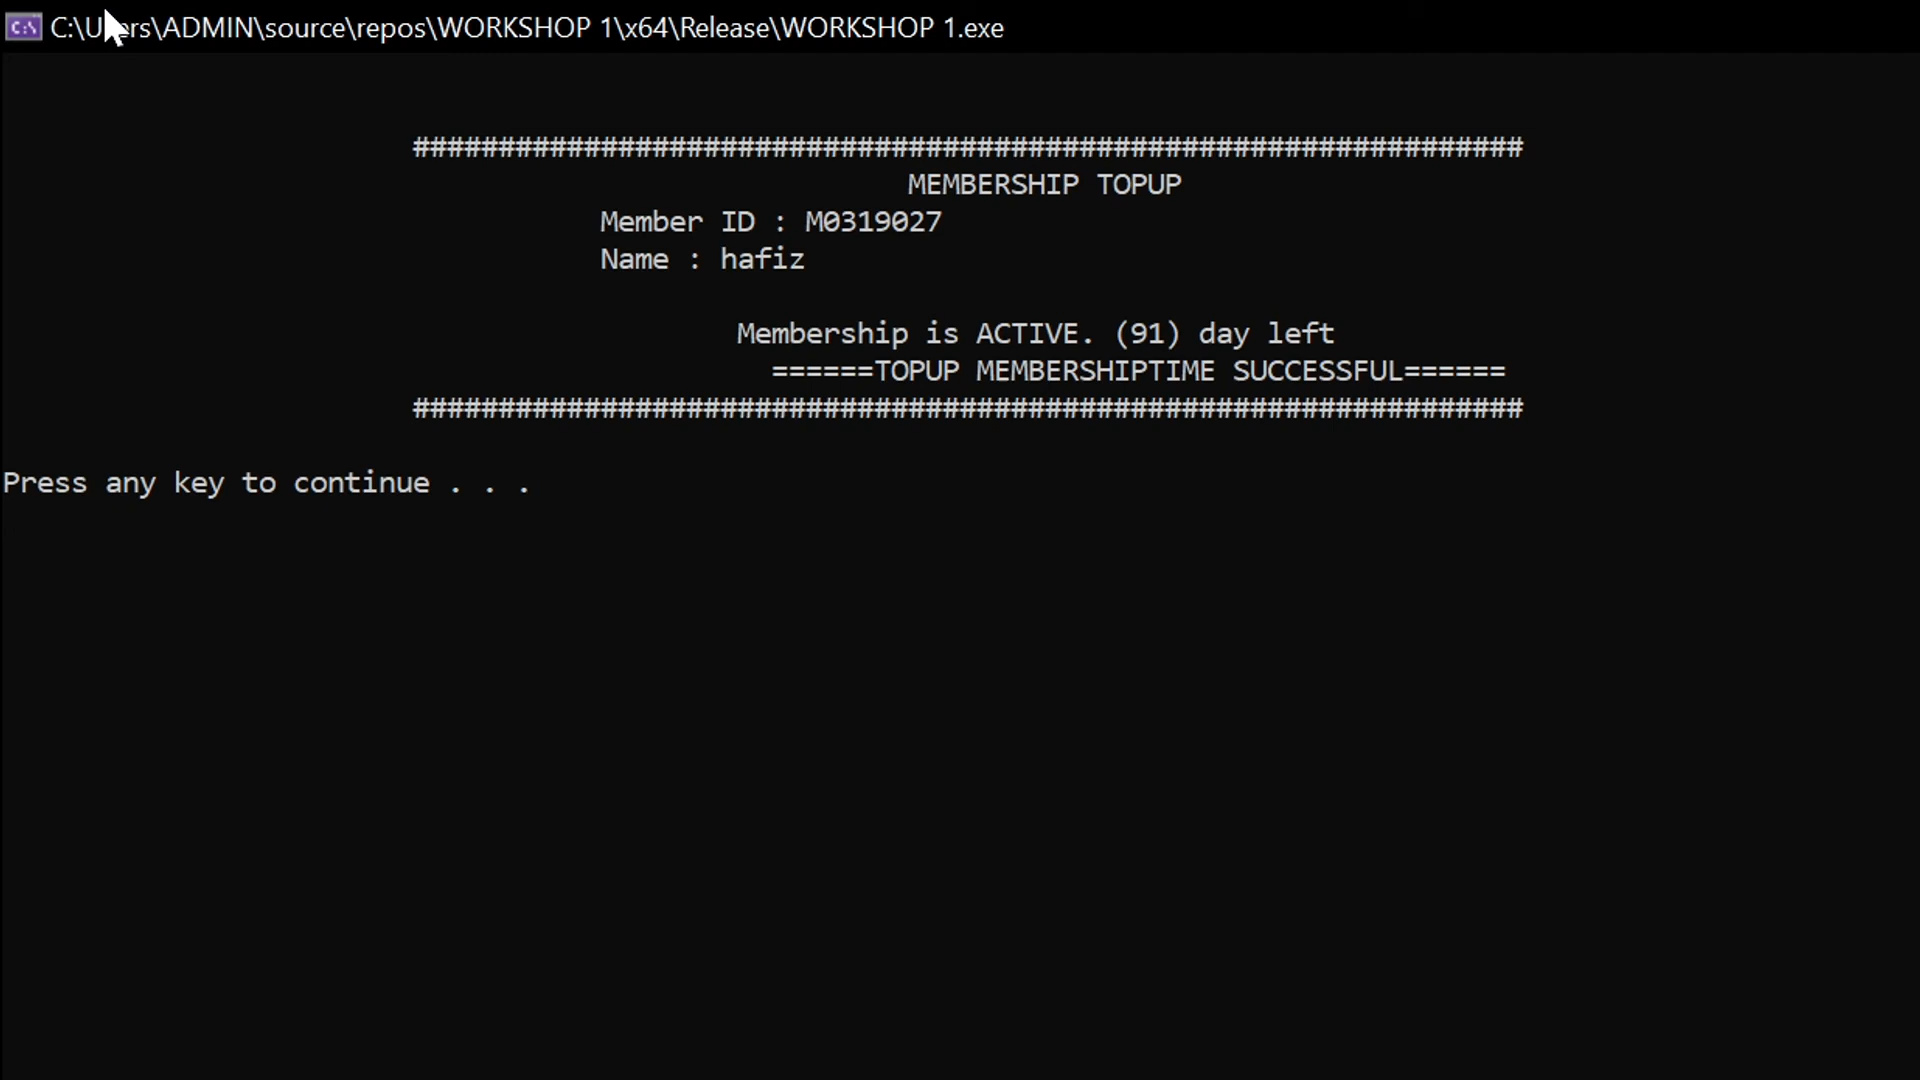 C:\Users\ADMIN\source\repos\WORKSHOP 1\x64\Release\WORKSHOP 1.exe
#################################################################
MEMBERSHIP TOPUP
Member ID : M0319027
Name : hafiz
Membership is ACTIVE. (91) day left
======TOPUP MEMBERSHIPTIME SUCCESSFUL======
#################################################################
Press any key to continue . . .